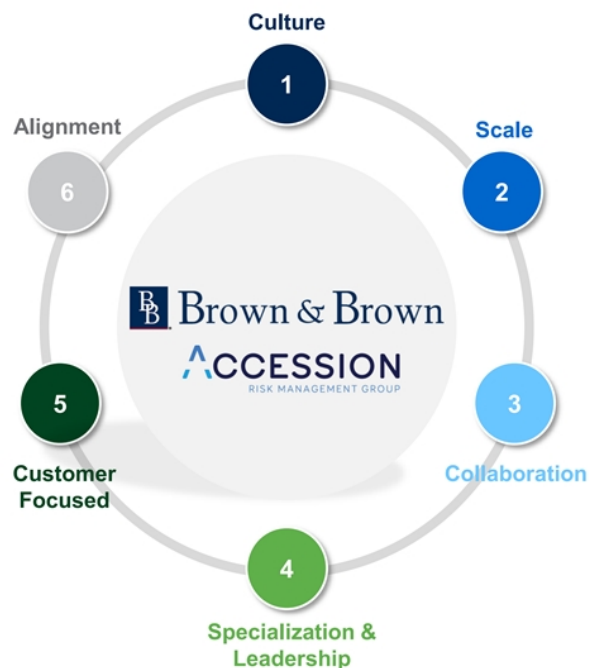 Culture
1
Scale
2
Collaboration
3
Specialization &
Leadership
4
Customer
Focused
5
Alignment
6
BB
Brown & Brown
ACCESSION
RISK MANAGEMENT GROUP